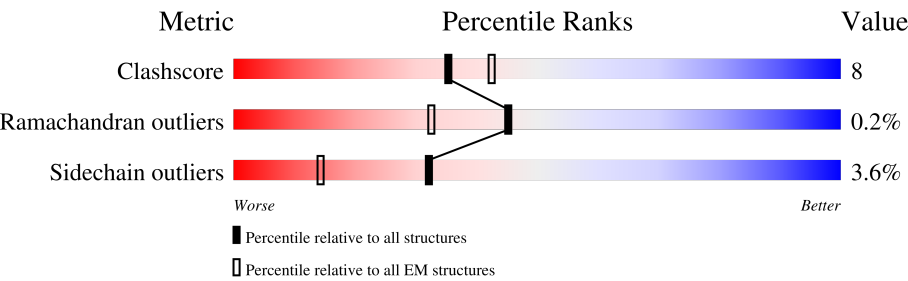 Metric Percentile Ranks Value
Clashscore 8
Ramachandran outliers 0.2%
Sidechain outliers 3.6%
Worse Better
Percentile relative to all structures
Percentile relative to all EM structures